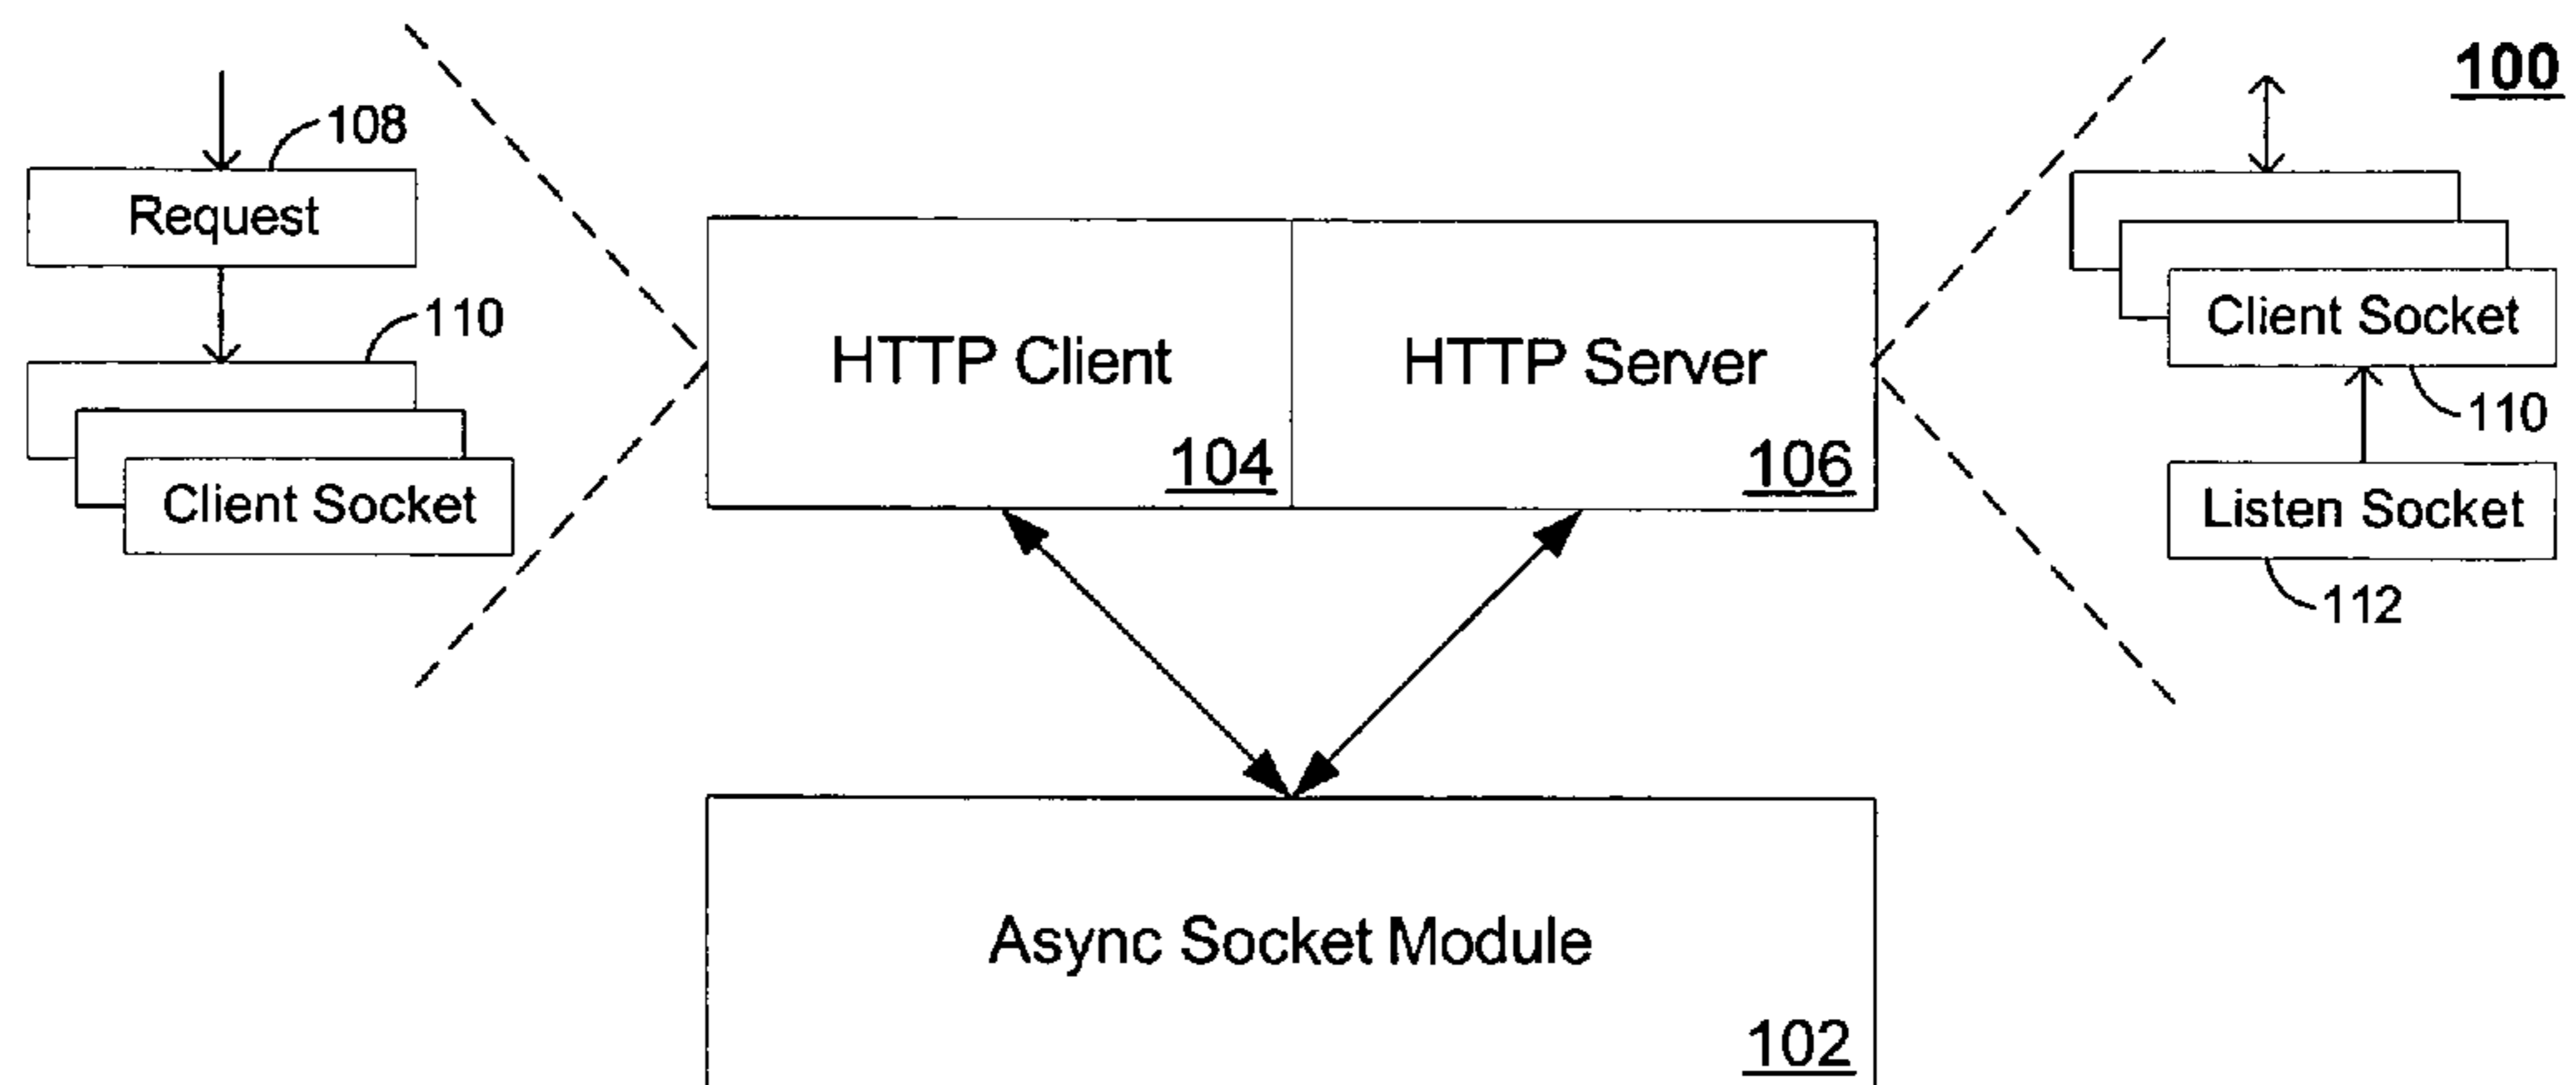 100
108
Request
110
Client Socket
HTTP Client
104
HTTP Server
106
Client Socket
110
Listen Socket
112
Async Socket Module
102